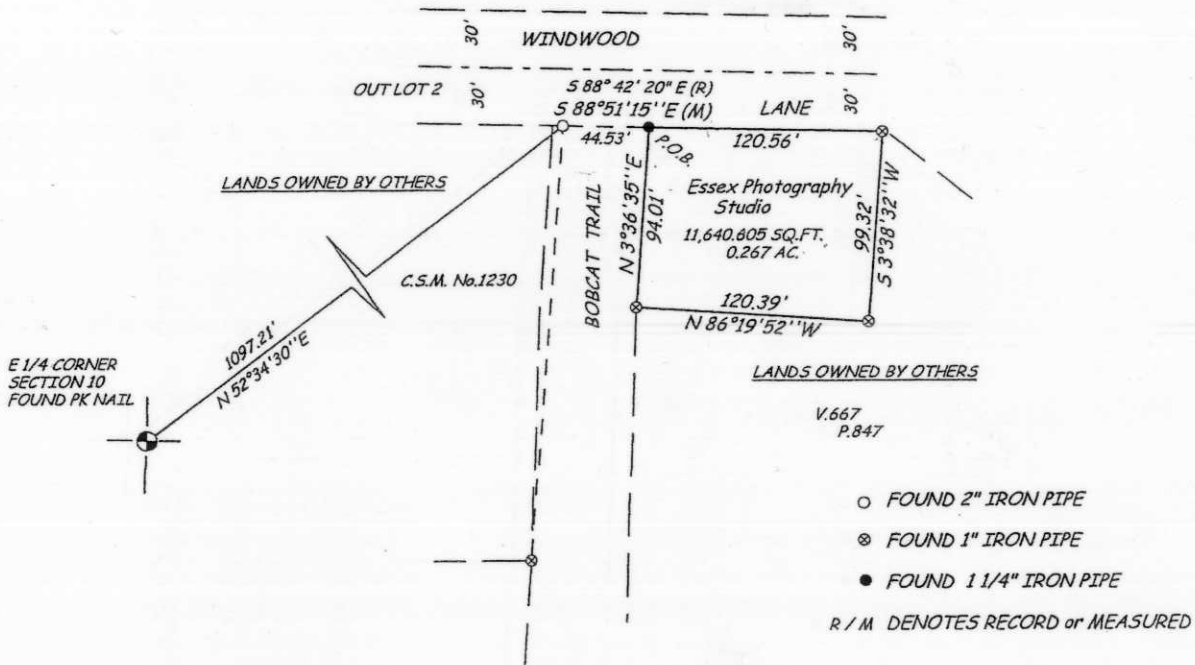 30'
WINDWOOD
30'
OUT LOT 2
30'
S 88° 42' 20" E (R)
S 88°51'15''E (M)
LANE
30'
44.53'
P.O.B.
120.56'
LANDS OWNED BY OTHERS
BOBCAT TRAIL
N 3°36'35''E
94.01'
Essex Photography
Studio
11,640.605 SQ.FT.
0.267 AC.
99.32'
S 3°38'32''W
C.S.M. No.1230
120.39'
N 86°19'52''W
1097.21'
N 52°34'30''E
E 1/4 CORNER
SECTION 10
FOUND PK NAIL
LANDS OWNED BY OTHERS
V.667
P.847
FOUND 2" IRON PIPE
FOUND 1" IRON PIPE
FOUND 1 1/4" IRON PIPE
R / M DENOTES RECORD or MEASURED